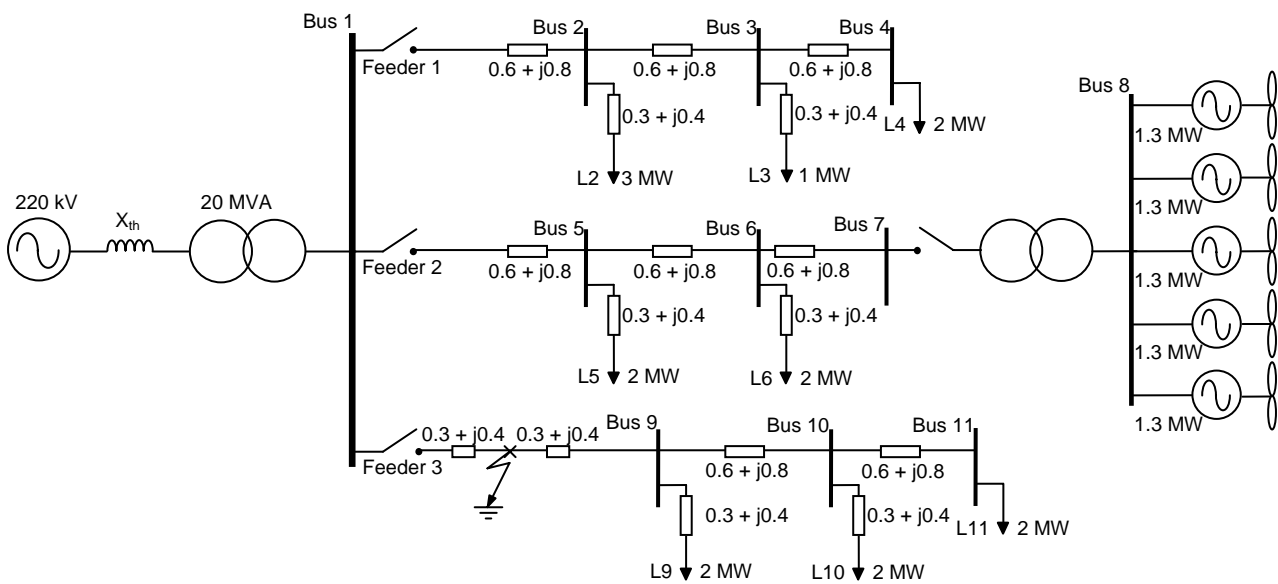 Bus 1
Bus 2
Bus 3
Bus 4
Feeder 1
0.6 + j0.8
0.6 + j0.8
0.6 + j0.8
0.3 + j0.4
0.3 + j0.4
L4
2 MW
L2
3 MW
L3
1 MW
220 kV
Xth
20 MVA
Bus 5
Bus 6
Bus 7
Feeder 2
0.6 + j0.8
0.6 + j0.8
0.6 + j0.8
0.3 + j0.4
0.3 + j0.4
L5
2 MW
L6
2 MW
Bus 8
1.3 MW
1.3 MW
1.3 MW
1.3 MW
1.3 MW
Bus 9
Bus 10
Bus 11
0.3 + j0.4
0.3 + j0.4
Feeder 3
0.6 + j0.8
0.6 + j0.8
0.3 + j0.4
0.3 + j0.4
L11
2 MW
L9
2 MW
L10
2 MW